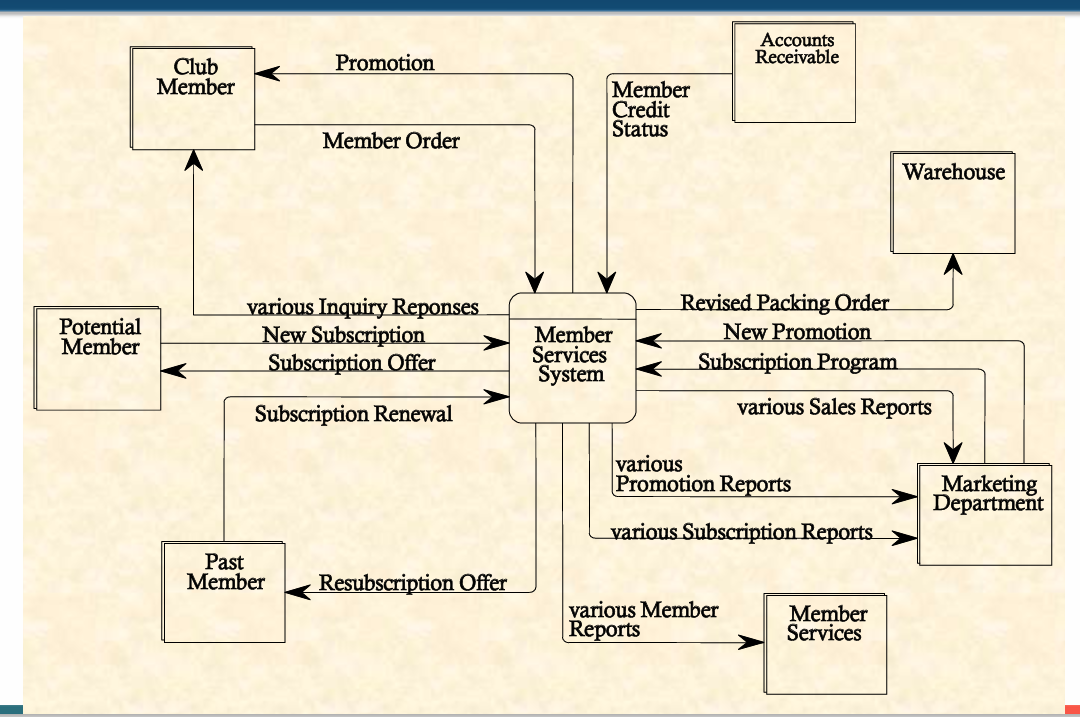 Accounts
Receivable
Club
Member
Promotion
Member
Credit
Status
Member Order
Warehouse
various Inquiry Reponses
Revised Packing Order
Potential
Member
New Subscription
Member
Services
System
New Promotion
Subscription Offer
Subscription Program
Subscription Renewal
various Sales Reports
various
Promotion Reports
Marketing
Department
various Subscription Reports
Past
Member
Resubscription Offer
various Member
Reports
Member
Services